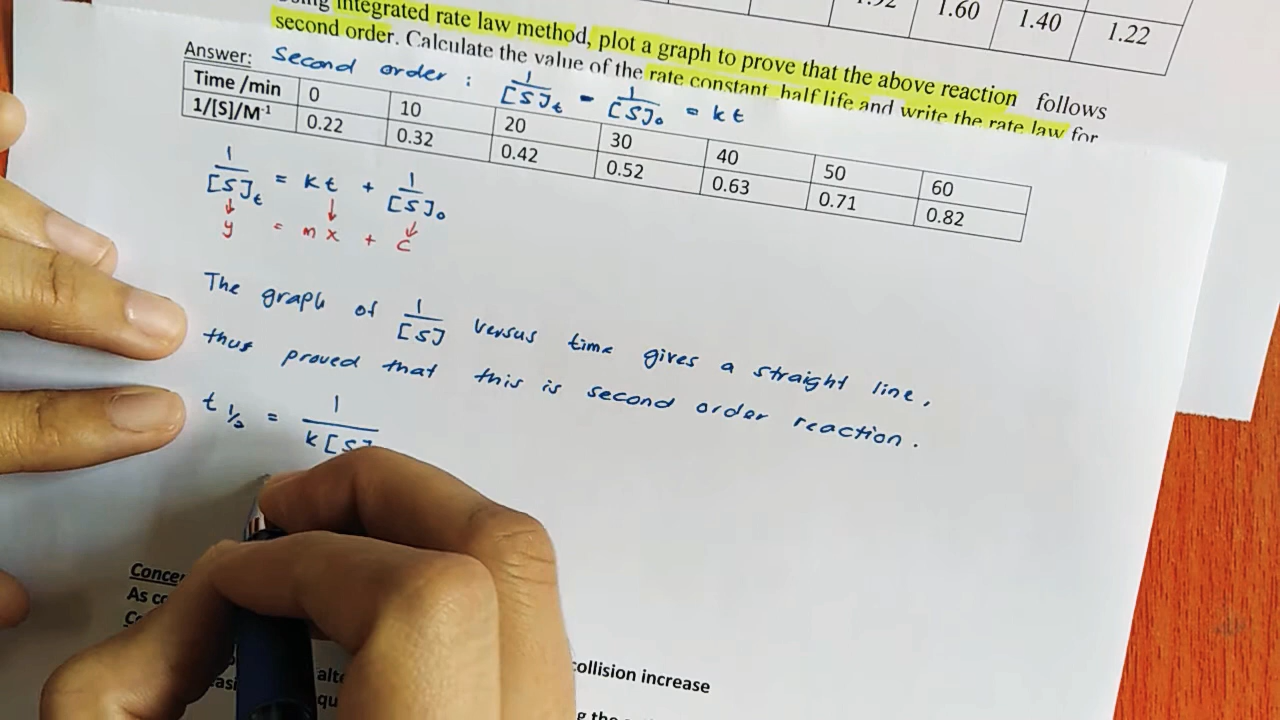 1.60 1.40 1.22
integrated rate law method, plot a graph to prove that the above reaction follows
second order. Calculate the value of the rate constant, half life and write the rate law for
Answer: Second order : 1/[S]t - 1/[S]₀ = kt
Time /min 0 10 20 30 40 50 60
1/[S]/M⁻¹ 0.22 0.32 0.42 0.52 0.63 0.71 0.82
1/[S]t = kt + 1/[S]₀
↓ ↓ ↓
y = mx + c
The graph of 1/[S] versus time gives a straight line,
thus proved that this is second order reaction.
t 1/2 = 1/k[S]
As
collision increase